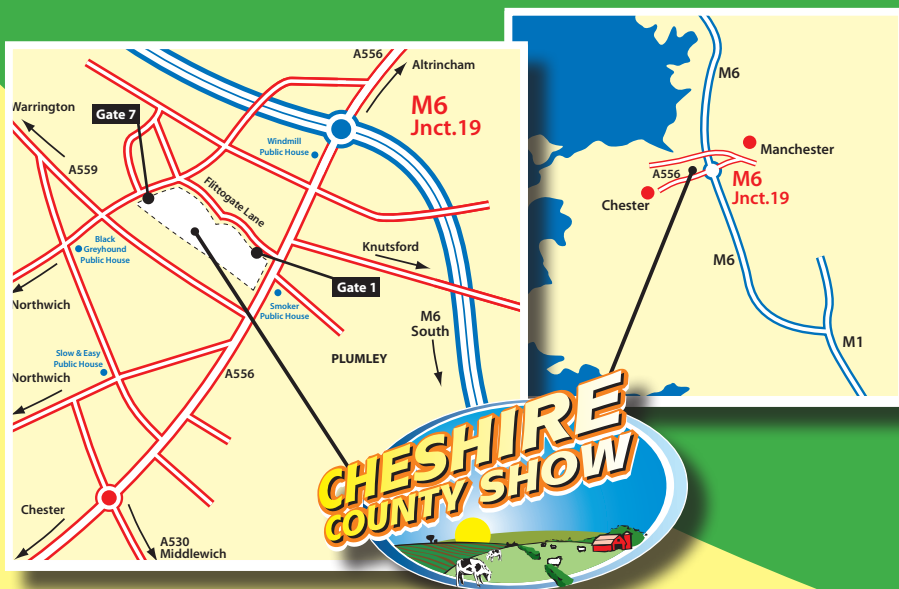 A556
Altrincham
M6
Jnct.19
Warrington
Gate 7
Windmill
Public House
A559
Flittogate Lane
Black
Greyhound
Public House
Knutsford
Gate 1
Northwich
Smoker
Public House
M6
South
Slow & Easy
Public House
PLUMLEY
Northwich
A556
Chester
A530
Middlewich
M6
Manchester
A556
M6
Jnct.19
Chester
M6
M1
CHESHIRE
COUNTY SHOW